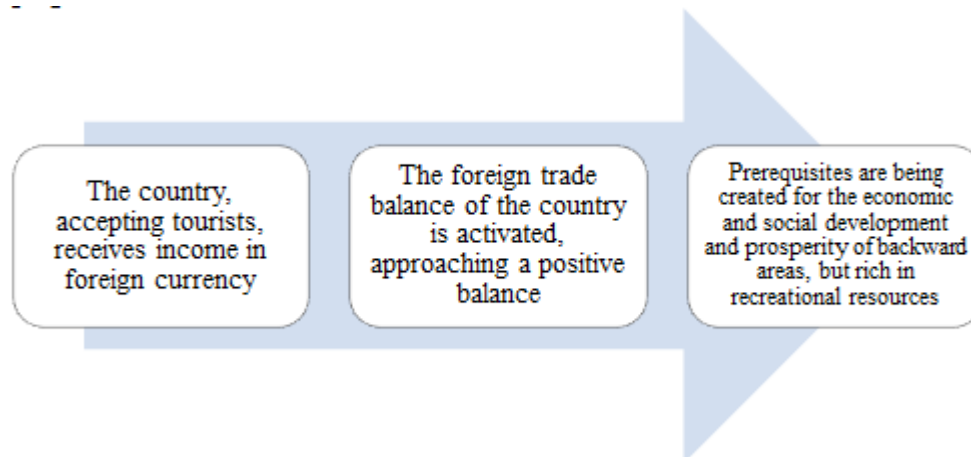 The country,
accepting tourists,
receives income in
foreign currency
The foreign trade
balance of the country
is activated,
approaching a positive
balance
Prerequisites are being
created for the economic
and social development
and prosperity of backward
areas, but rich in
recreational resources